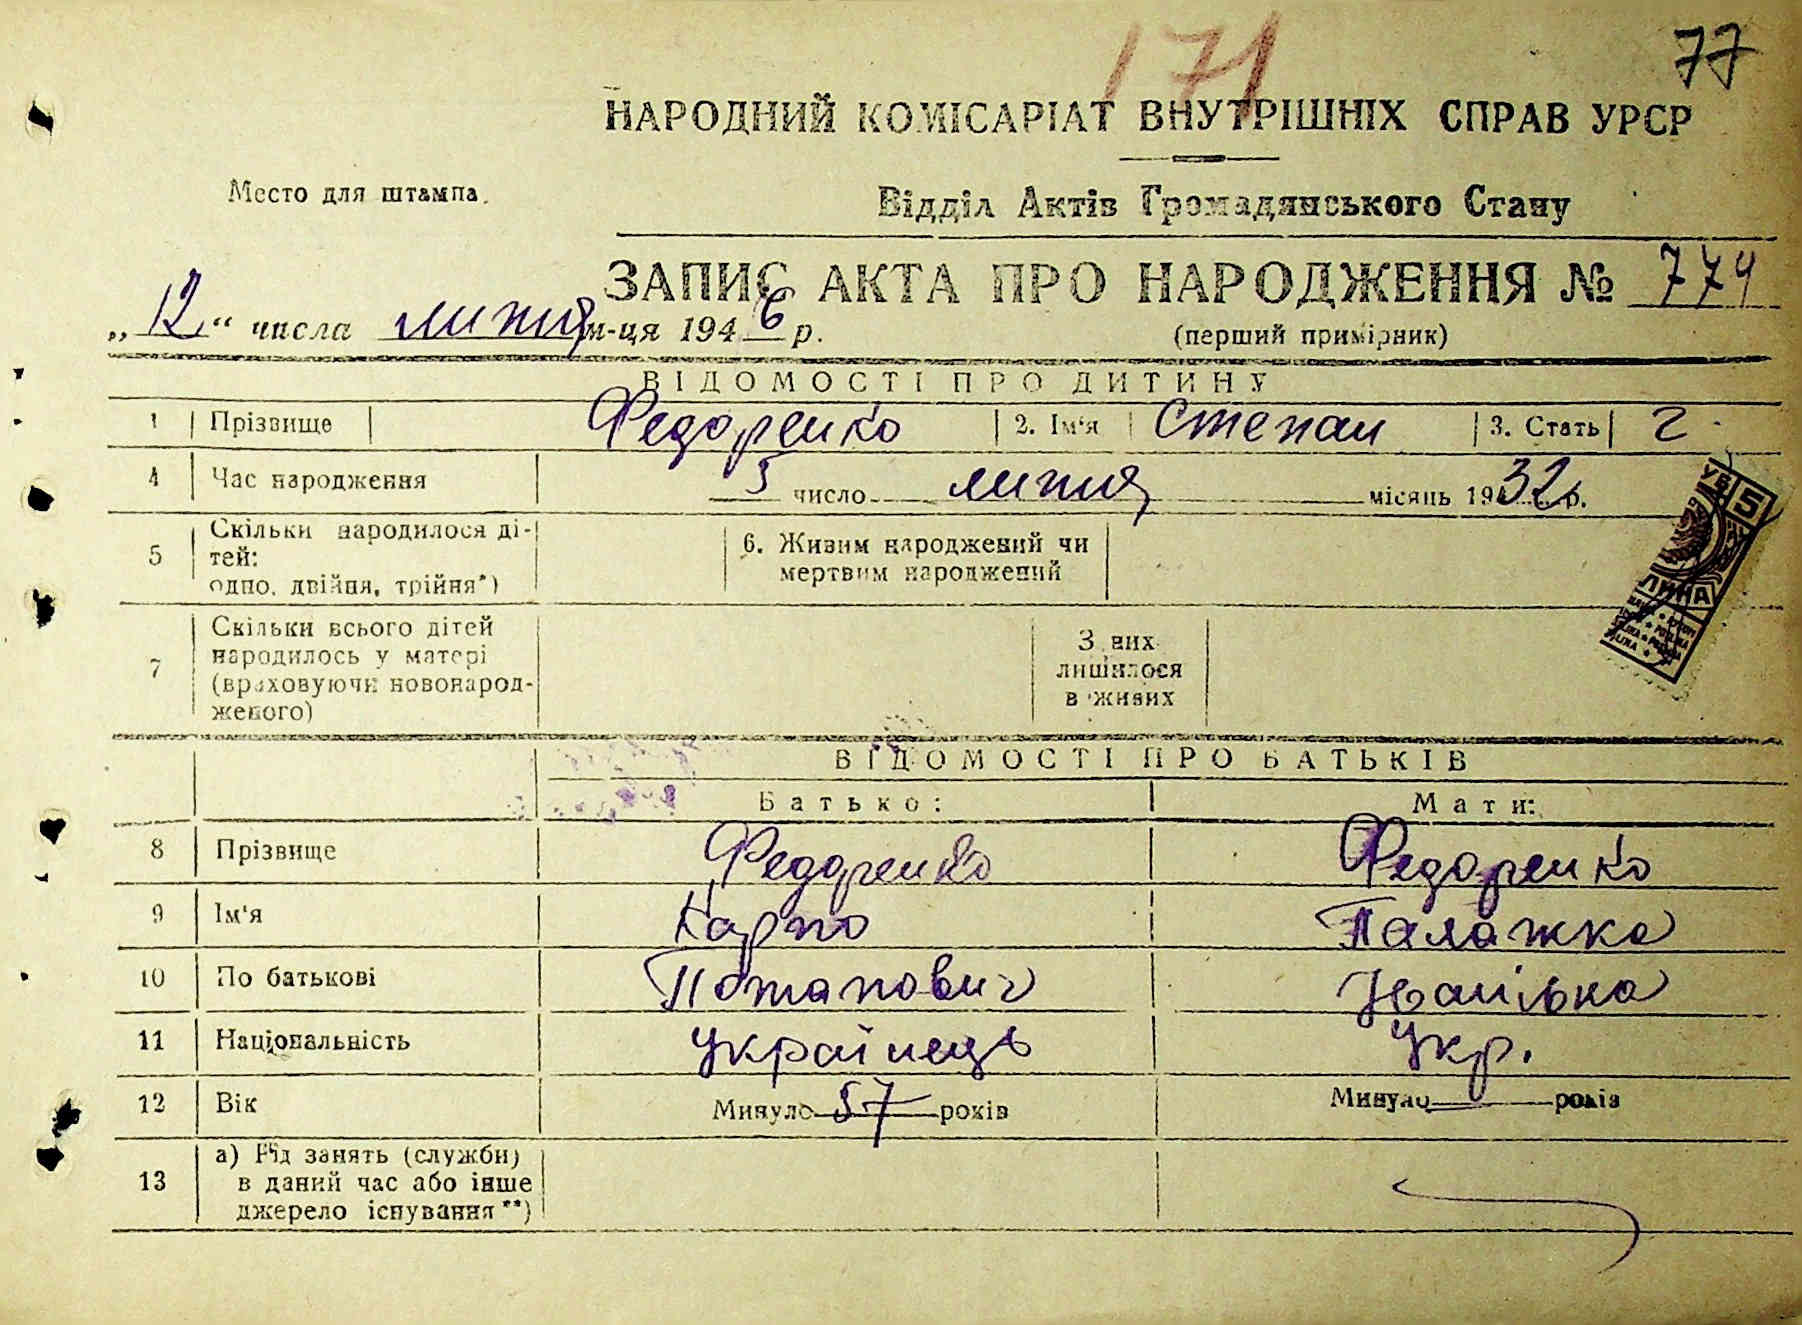 171
77
НАРОДНИЙ КОМІСАРІАТ ВНУТРІШНІХ СПРАВ УРСР
Место для штампа.
Відділ Актів Громадянського Стану
ЗАПИС АКТА ПРО НАРОДЖЕННЯ № 774
„12“ числа липня м-ця 1946 р.
(перший примірник)
ВІДОМОСТІ ПРО ДИТИНУ
1 Прізвище Федоренко 2. Ім'я Степан 3. Стать г
4 Час народження 5 число липня місяць 1932 р.
5 Скільки народилося ді-
тей:
одно, двійня, трійня*)
6. Живим народжений чи
мертвим народжений
7 Скільки всього дітей
народилось у матері
(враховуючи новонарод-
женого)
З них
лишилося
в живих
5
ВІДОМОСТІ ПРО БАТЬКІВ
Батько: Мати:
8 Прізвище Федоренко Федоренко
9 Ім'я Карпо Палажка
10 По батькові Потапович
11 Національність Українець Укр.
12 Вік Минуло 57 років Минуло років
13 а) Рід занять (служби)
в даний час або інше
джерело існування **)